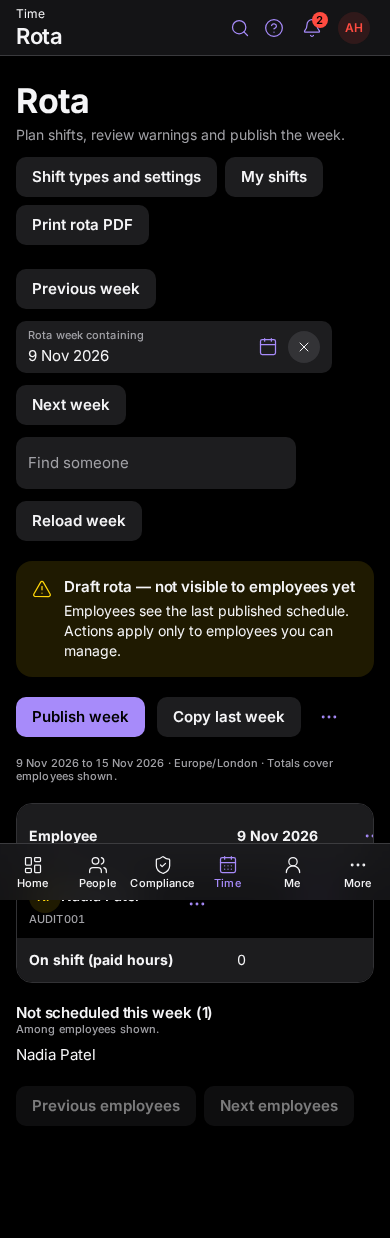 Time
Rota
2
AH
Rota
Plan shifts, review warnings and publish the week.
Shift types and settings
My shifts
Print rota PDF
Previous week
Rota week containing
9 Nov 2026
Next week
Find someone
Reload week
Draft rota — not visible to employees yet
Employees see the last published schedule.
Actions apply only to employees you can
manage.
Publish week
Copy last week
9 Nov 2026 to 15 Nov 2026 · Europe/London · Totals cover
employees shown.
Employee
9 Nov 2026
Home
People
Compliance
Time
Me
More
AUDIT001
On shift (paid hours)
0
Not scheduled this week (1)
Among employees shown.
Nadia Patel
Previous employees
Next employees